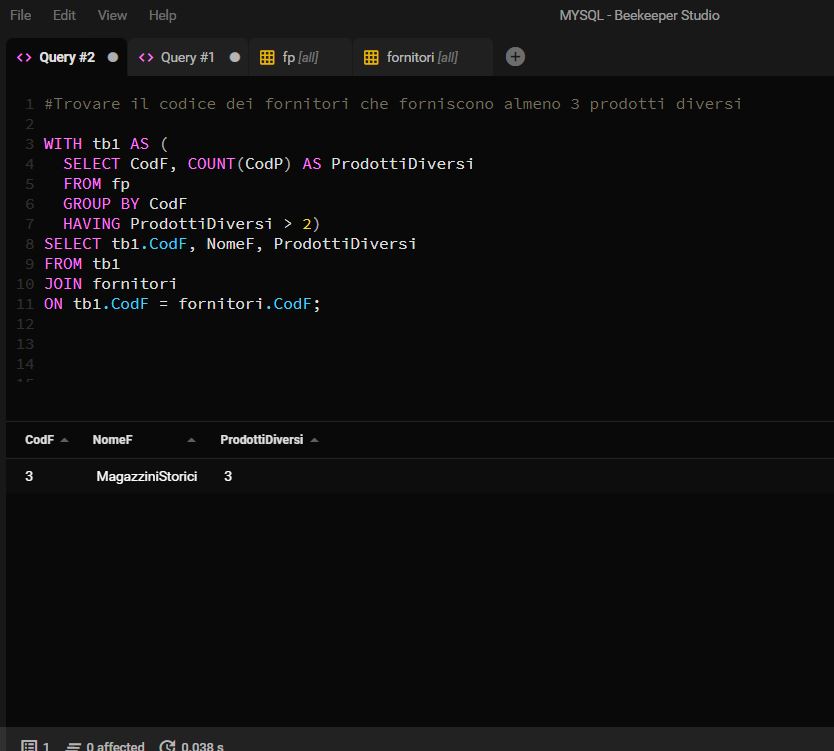 File Edit View Help MYSQL - Beekeeper Studio
<> Query #2 <> Query #1 fp [all] fornitori [all]
1 #Trovare il codice dei fornitori che forniscono almeno 3 prodotti diversi
2
3 WITH tb1 AS (
4 SELECT CodF, COUNT(CodP) AS ProdottiDiversi
5 FROM fp
6 GROUP BY CodF
7 HAVING ProdottiDiversi > 2)
8 SELECT tb1.CodF, NomeF, ProdottiDiversi
9 FROM tb1
10 JOIN fornitori
11 ON tb1.CodF = fornitori.CodF;
12
13
14
15
CodF NomeF ProdottiDiversi
3 MagazziniStorici 3
1 0 affected 0.038 s